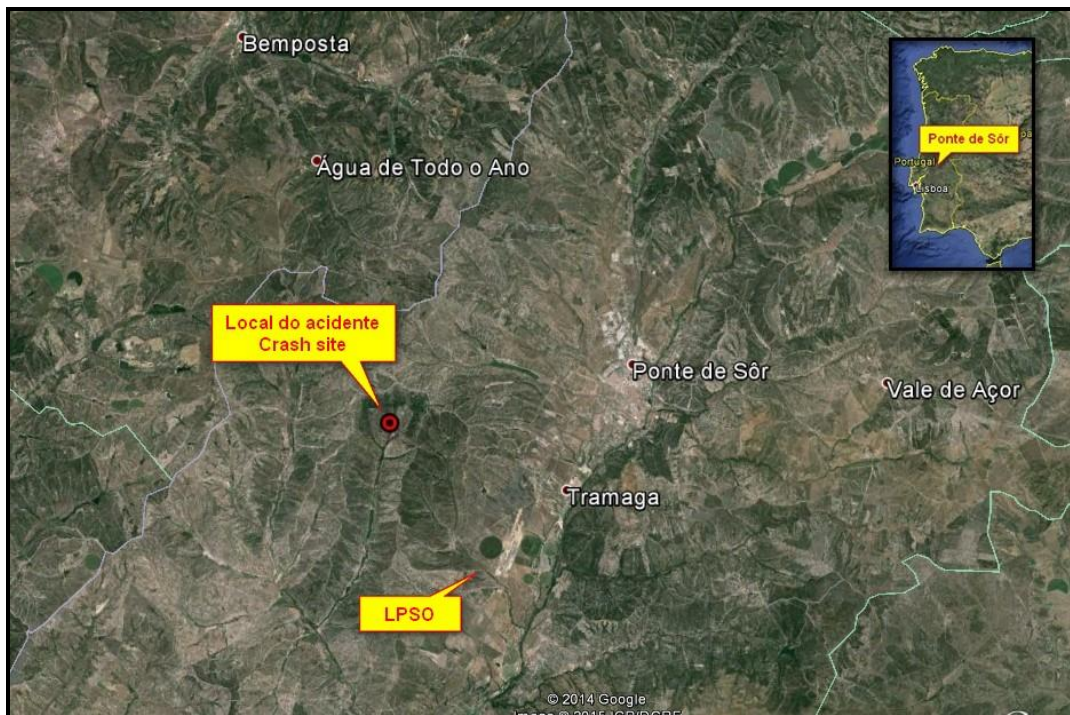 Bemposta
Água de Todo o Ano
Ponte de Sôr
Portugal
Lisboa
Local do acidente
Crash site
Ponte de Sôr
Vale de Açor
Tramaga
LPSO
© 2014 Google